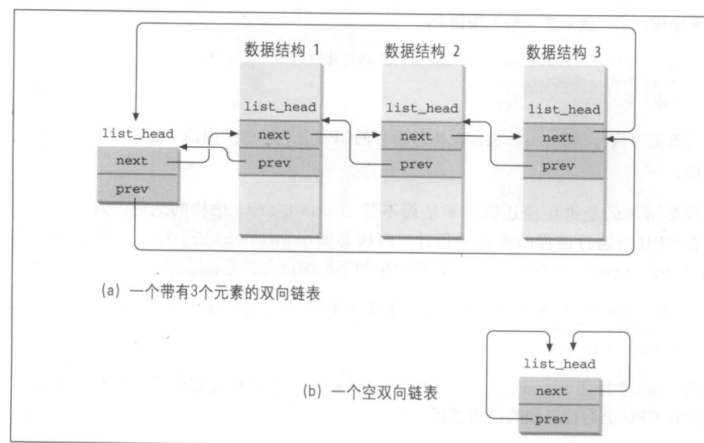 数据结构 1
数据结构 2
数据结构 3
list_head
list_head
list_head
list_head
next
next
next
next
prev
prev
prev
prev
(a) 一个带有3个元素的双向链表
list_head
(b) 一个空双向链表
next
prev